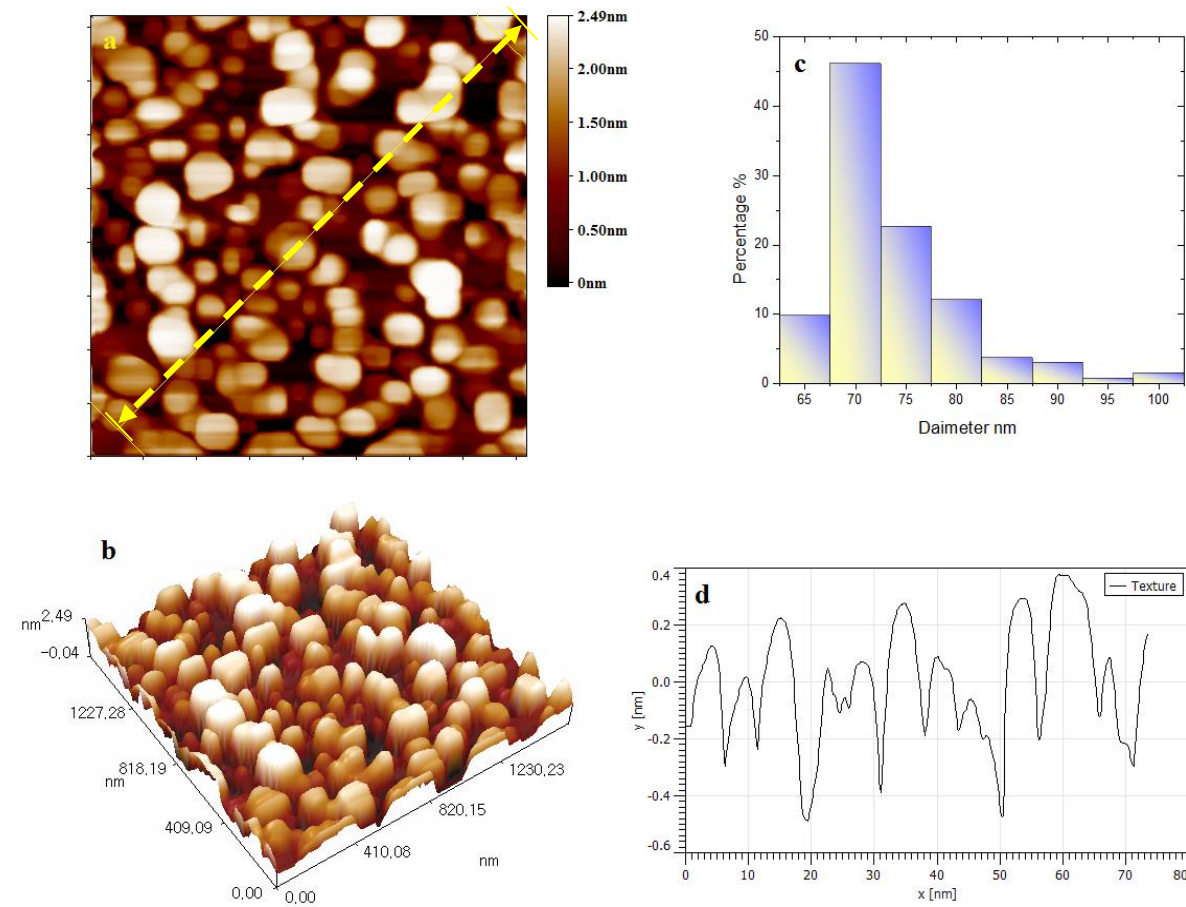 a
2.49nm
2.00nm
1.50nm
1.00nm
0.50nm
0nm
c
50
40
30
20
10
0
Percentage %
65 70 75 80 85 90 95 100
Daimeter nm
b
nm 2.49
-0.04
1227.28
818.19
nm
409.09
0.00
0.00
410.08
820.15
1230.23
nm
d
Texture
0.4
0.2
0.0
-0.2
-0.4
-0.6
y [nm]
0 10 20 30 40 50 60 70 80
x [nm]